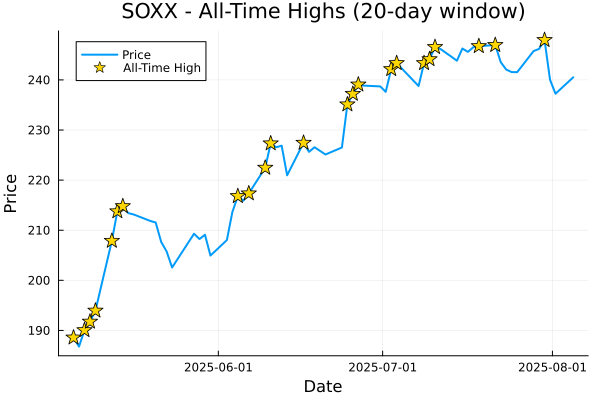 SOXX - All-Time Highs (20-day window)
Price
All-Time High
Price
240
230
220
210
200
190
2025-06-01
2025-07-01
2025-08-01
Date